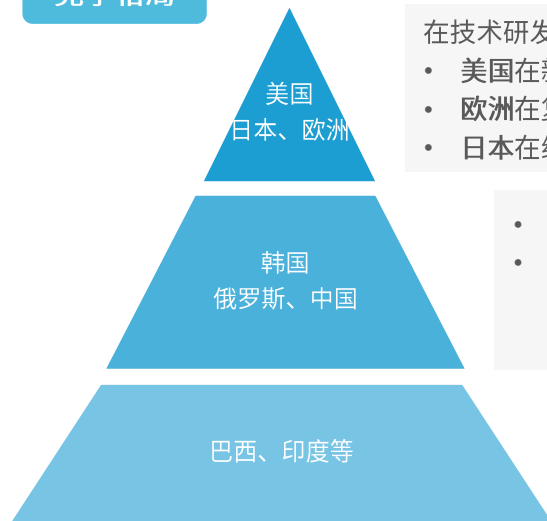 美国
日本、欧洲
在技术研发
• 美国在
• 欧洲在
• 日本在
韩国
俄罗斯、中国
巴西、印度等